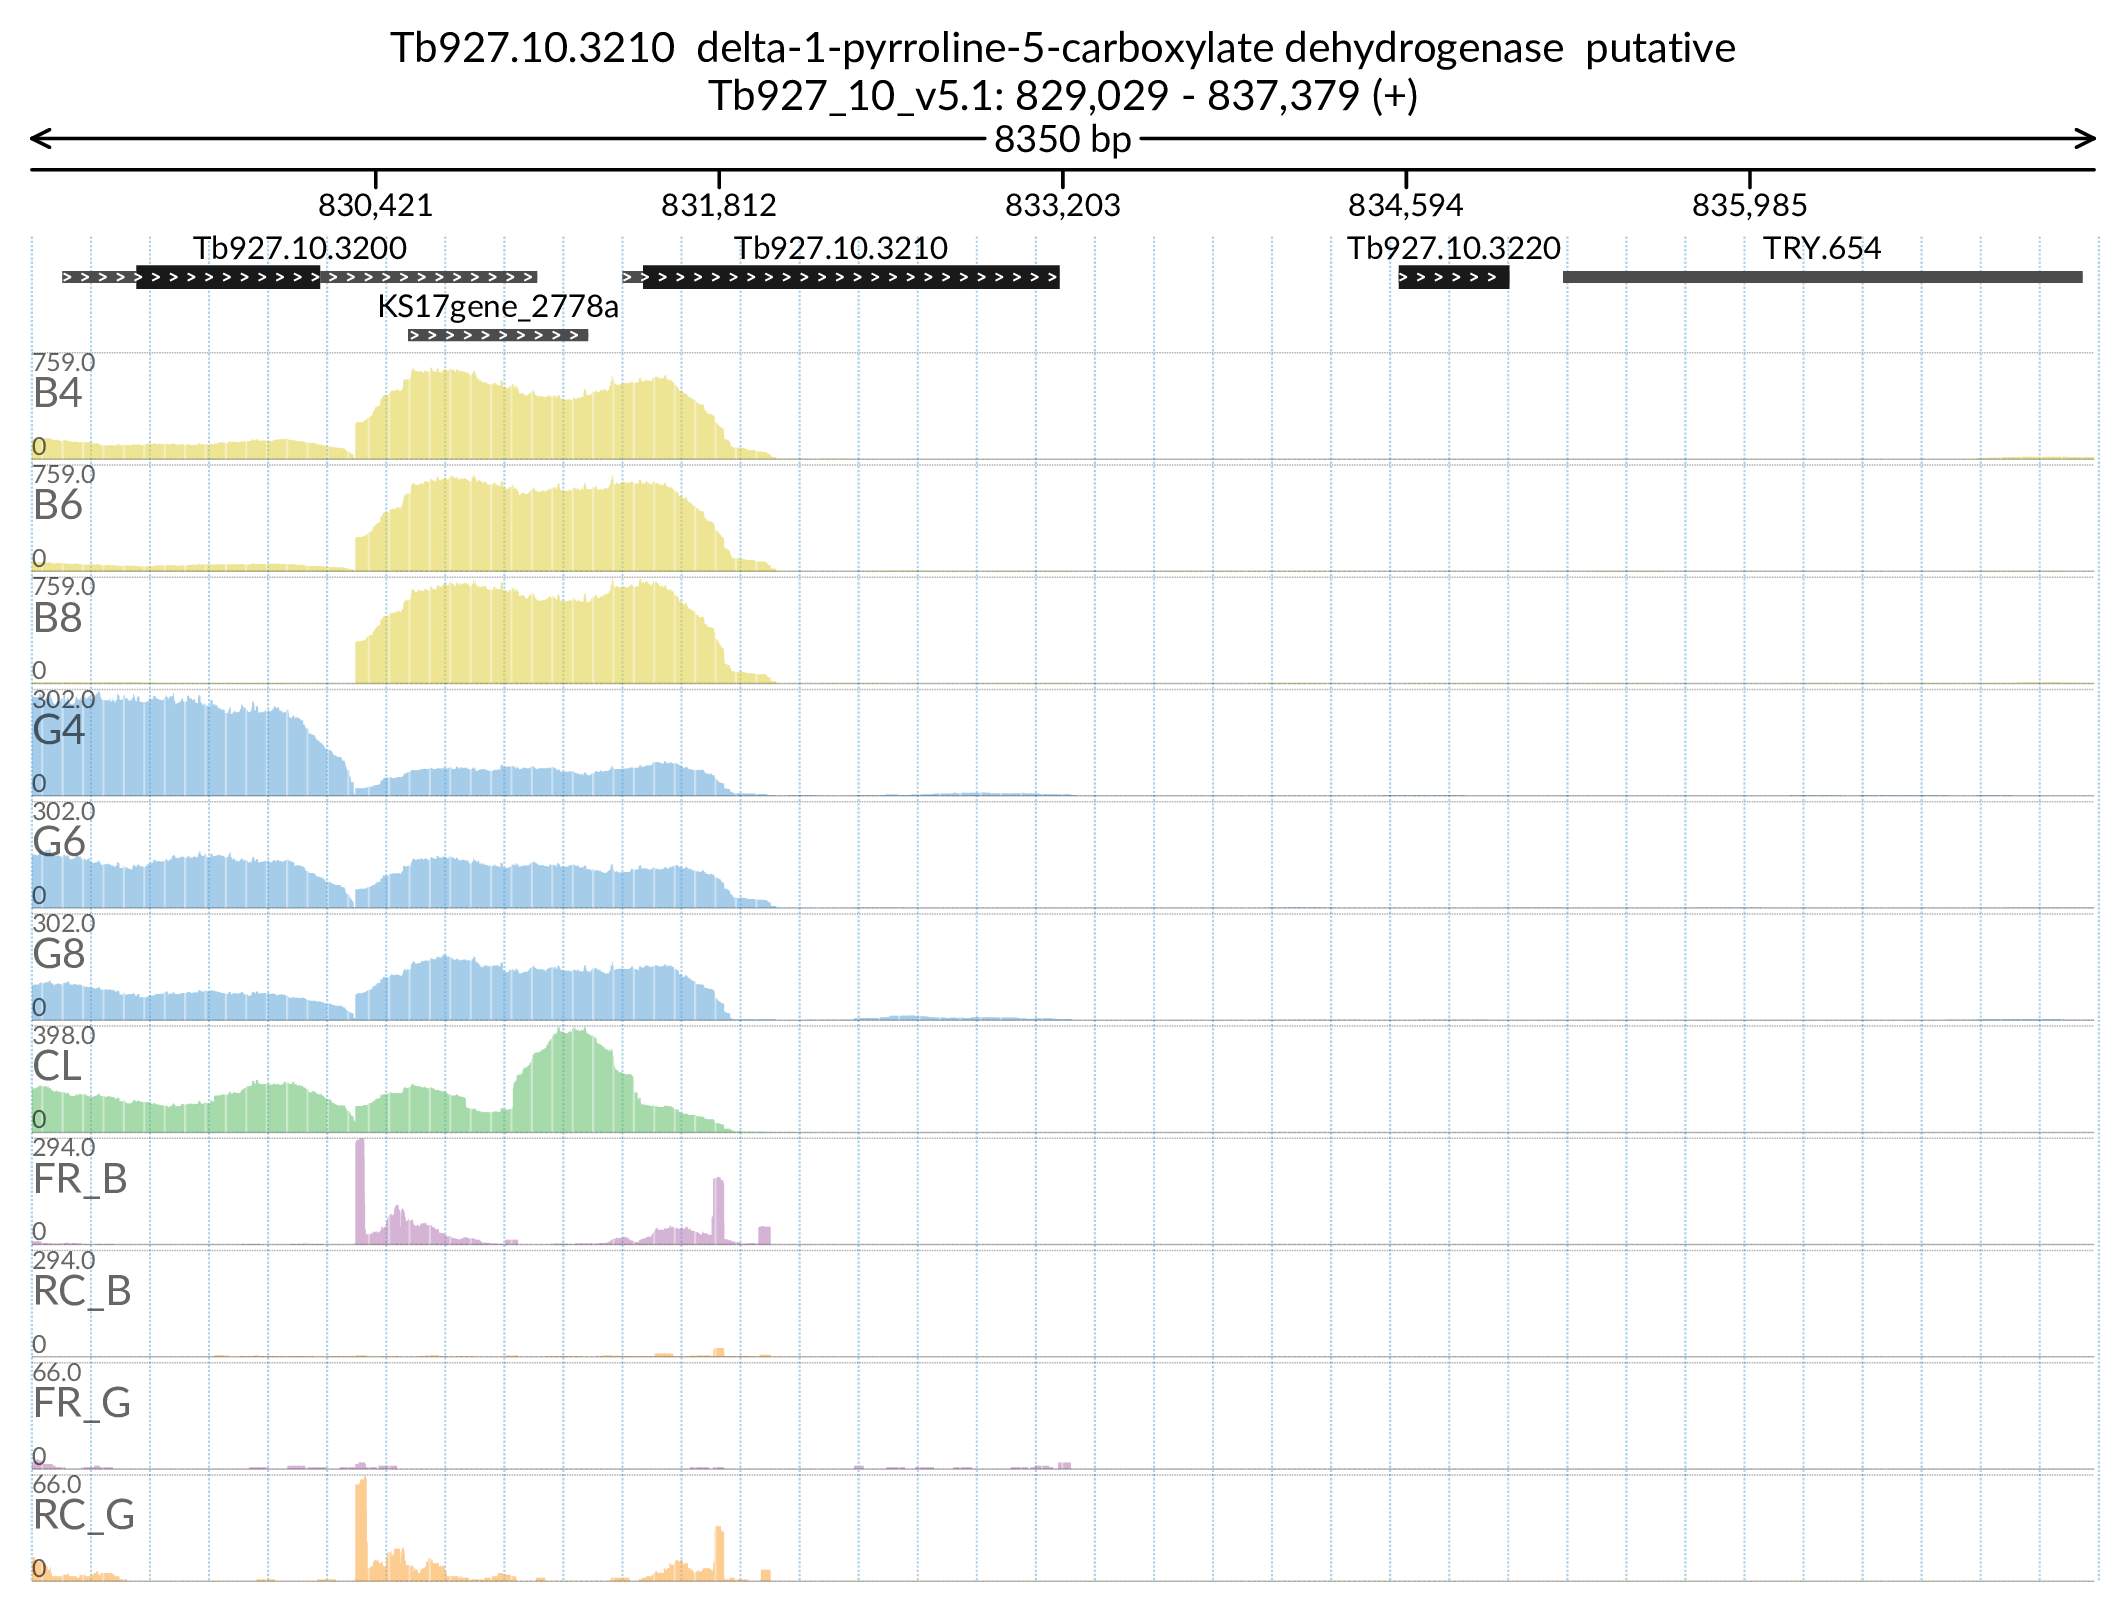 Tb927.10.3210  delta-1-pyrroline-5-carboxylate dehydrogenase  putative
Tb927_10_v5.1: 829,029 - 837,379 (+)
8350 bp
830,421 831,812 833,203 834,594 835,985
Tb927.10.3200 Tb927.10.3210 Tb927.10.3220 TRY.654
KS17gene_2778a
759.0
B4
0
759.0
B6
0
759.0
B8
0
302.0
G4
0
302.0
G6
0
302.0
G8
0
398.0
CL
0
294.0
FR_B
0
294.0
RC_B
0
66.0
FR_G
0
66.0
RC_G
0